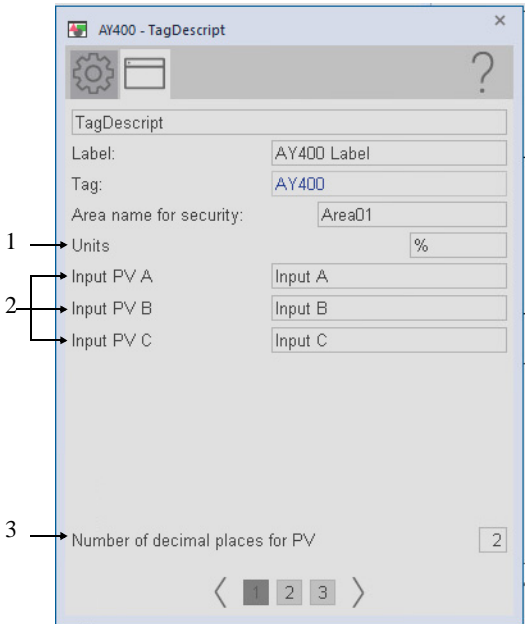 AY400 - TagDescript
TagDescript
Label: AY400 Label
Tag: AY400
Area name for security: Area01
1 Units %
Input PV A Input A
2 Input PV B Input B
Input PV C Input C
3 Number of decimal places for PV 2
1 2 3